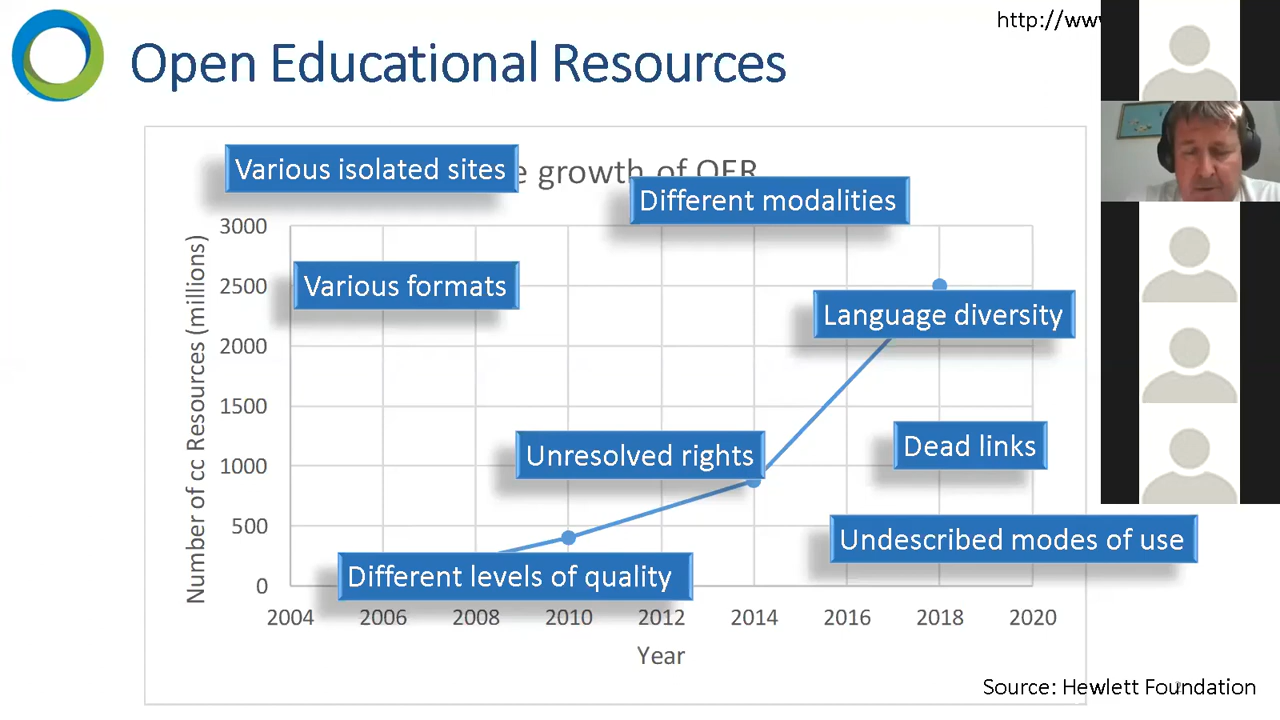 http://www
Open Educational Resources
Various isolated sites
growth of OER
Different modalities
Number of cc Resources (millions)
3000
2500
2000
1500
1000
500
0
Various formats
Language diversity
Unresolved rights
Dead links
Undescribed modes of use
Different levels of quality
2004 2006 2008 2010 2012 2014 2016 2018 2020
Year
Source: Hewlett Foundation